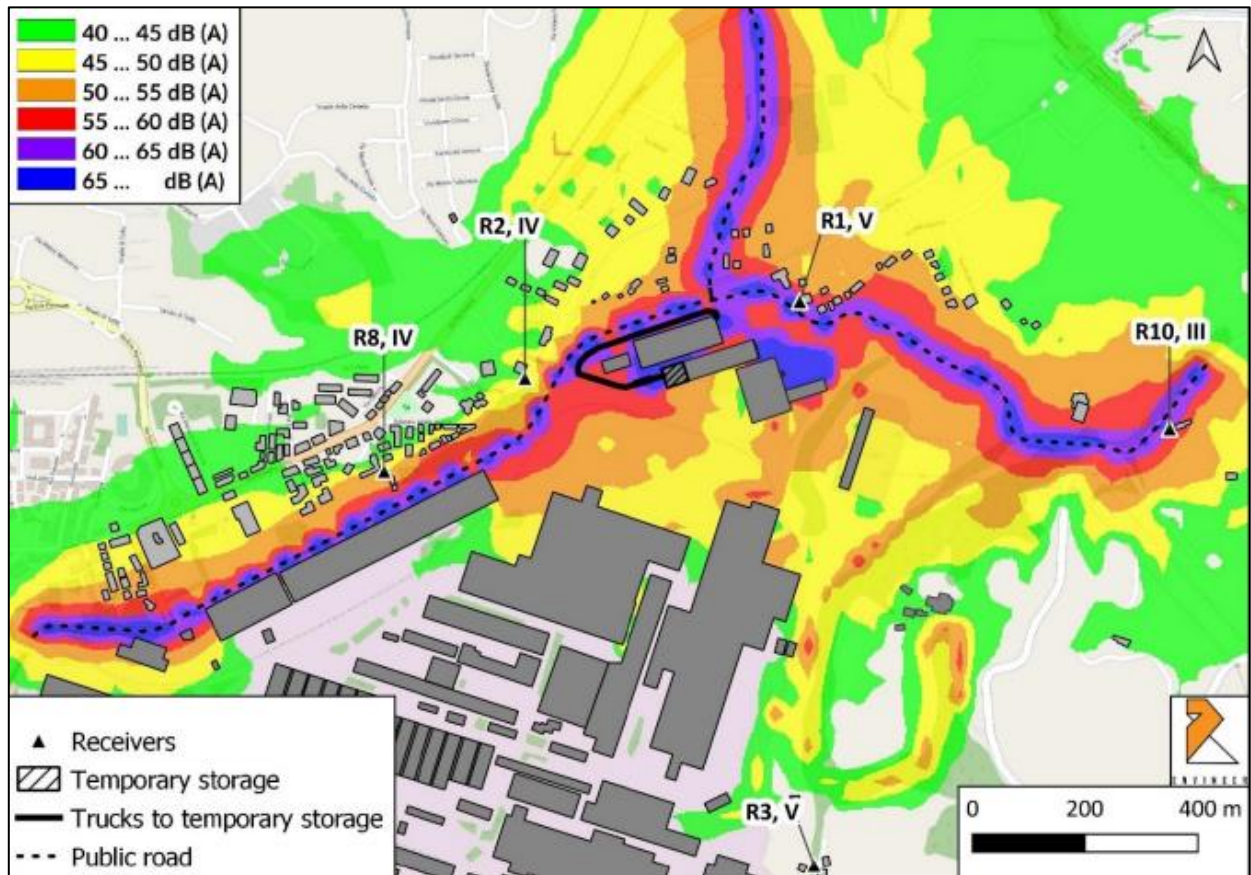 40 ... 45 dB (A)
45 ... 50 dB (A)
50 ... 55 dB (A)
55 ... 60 dB (A)
60 ... 65 dB (A)
65 ... dB (A)
R2, IV
R1, V
R8, IV
R10, III
R3, V
Receivers
Temporary storage
Trucks to temporary storage
Public road
ENVIRECO
0 200 400 m